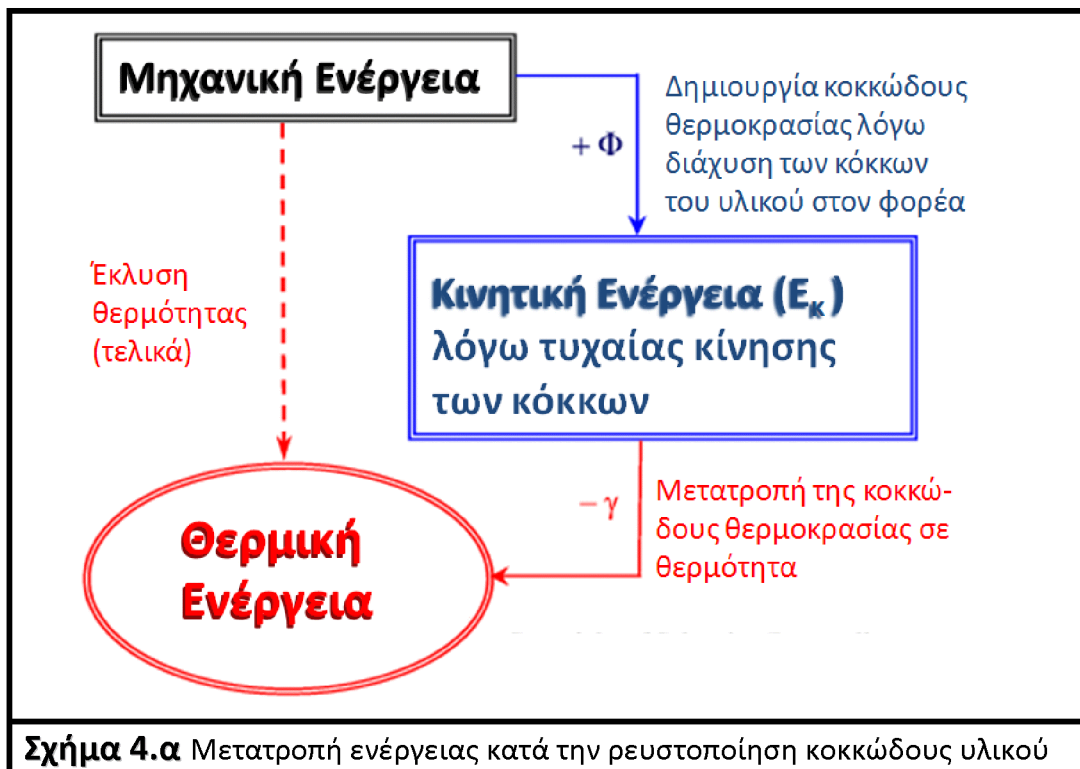 Μηχανική Ενέργεια
+ Φ
Δημιουργία κοκκώδους
θερμοκρασίας λόγω
διάχυση των κόκκων
του υλικού στον φορέα
Έκλυση
θερμότητας
(τελικά)
Κινητική Ενέργεια (Εκ)
λόγω τυχαίας κίνησης
των κόκκων
– γ
Μετατροπή της κοκκώ-
δους θερμοκρασίας σε
θερμότητα
Θερμική
Ενέργεια
Σχήμα 4.α Μετατροπή ενέργειας κατά την ρευστοποίηση κοκκώδους υλικού